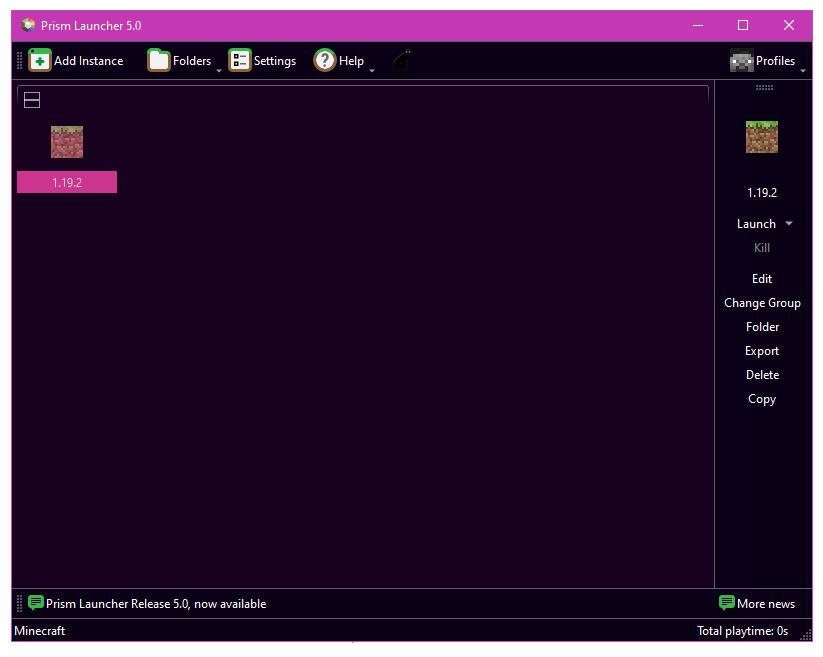 Prism Launcher 5.0
Add Instance
Folders
Settings
? Help
Profiles
1.19.2
1.19.2
Launch
Kill
Edit
Change Group
Folder
Export
Delete
Copy
Prism Launcher Release 5.0, now available
More news
Minecraft
Total playtime: 0s